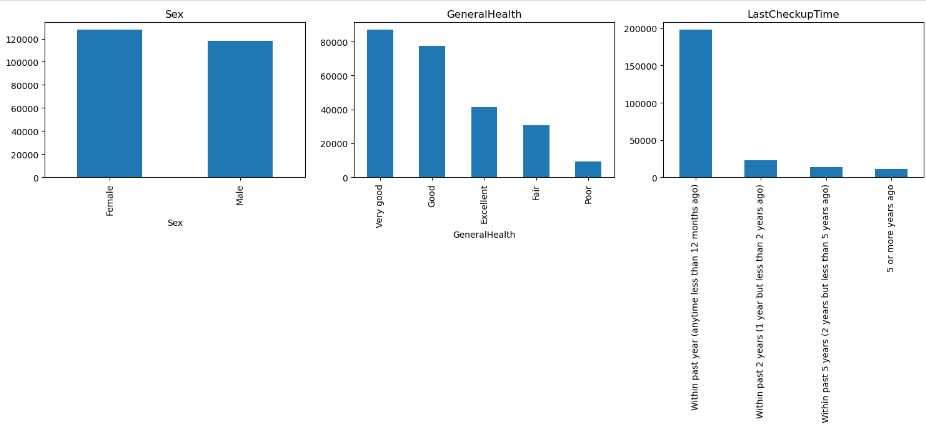 Sex
120000
100000
80000
60000
40000
20000
0
Female
Male
Sex
GeneralHealth
80000
60000
40000
20000
0
Very good
Good
Excellent
Fair
Poor
GeneralHealth
LastCheckupTime
200000
150000
100000
50000
0
Within past year (anytime less than 12 months ago)
Within past 2 years (1 year but less than 2 years ago)
Within past 5 years (2 years but less than 5 years ago)
5 or more years ago